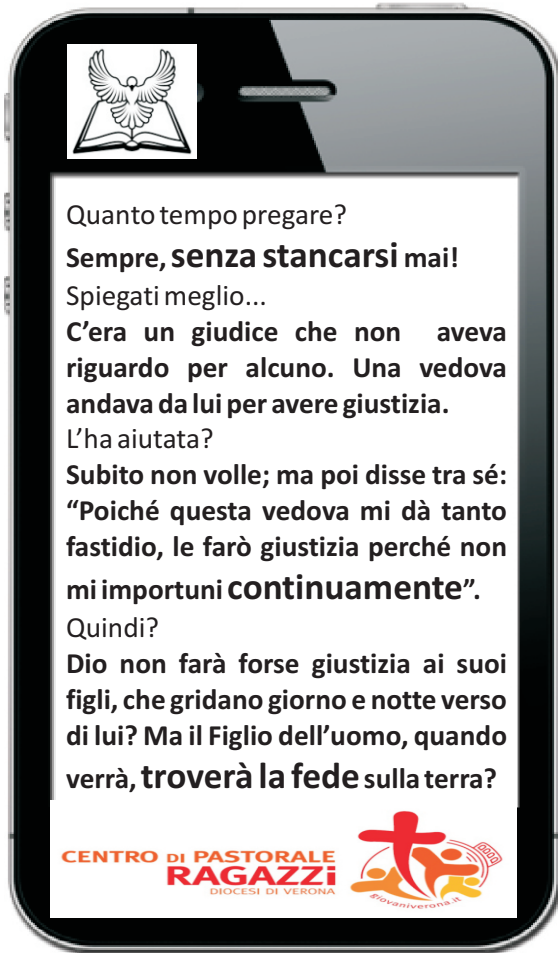 Quanto tempo pregare?
Sempre, senza stancarsi mai!
Spiegati meglio...
C'era un giudice che non aveva
riguardo per alcuno. Una vedova
andava da lui per avere giustizia.
L'ha aiutata?
Subito non volle; ma poi disse tra sé:
“Poiché questa vedova mi dà tanto
fastidio, le farò giustizia perché non
mi importuni continuamente”.
Quindi?
Dio non farà forse giustizia ai suoi
figli, che gridano giorno e notte verso
di lui? Ma il Figlio dell'uomo, quando
verrà, troverà la fede sulla terra?
CENTRO DI PASTORALE
RAGAZZi
DIOCESI DI VERONA
giovaniverona.it